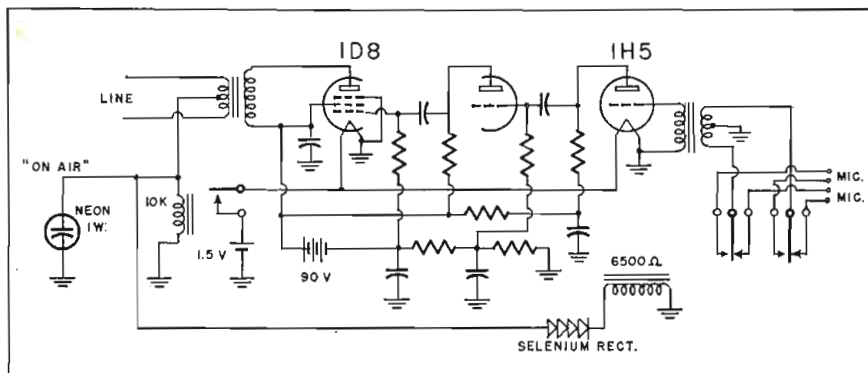 1D8
1H5
LINE
"ON AIR"
NEON
1W.
10K
1.5 V
90 V
6500 Ω
SELENIUM RECT.
MIC.
MIC.